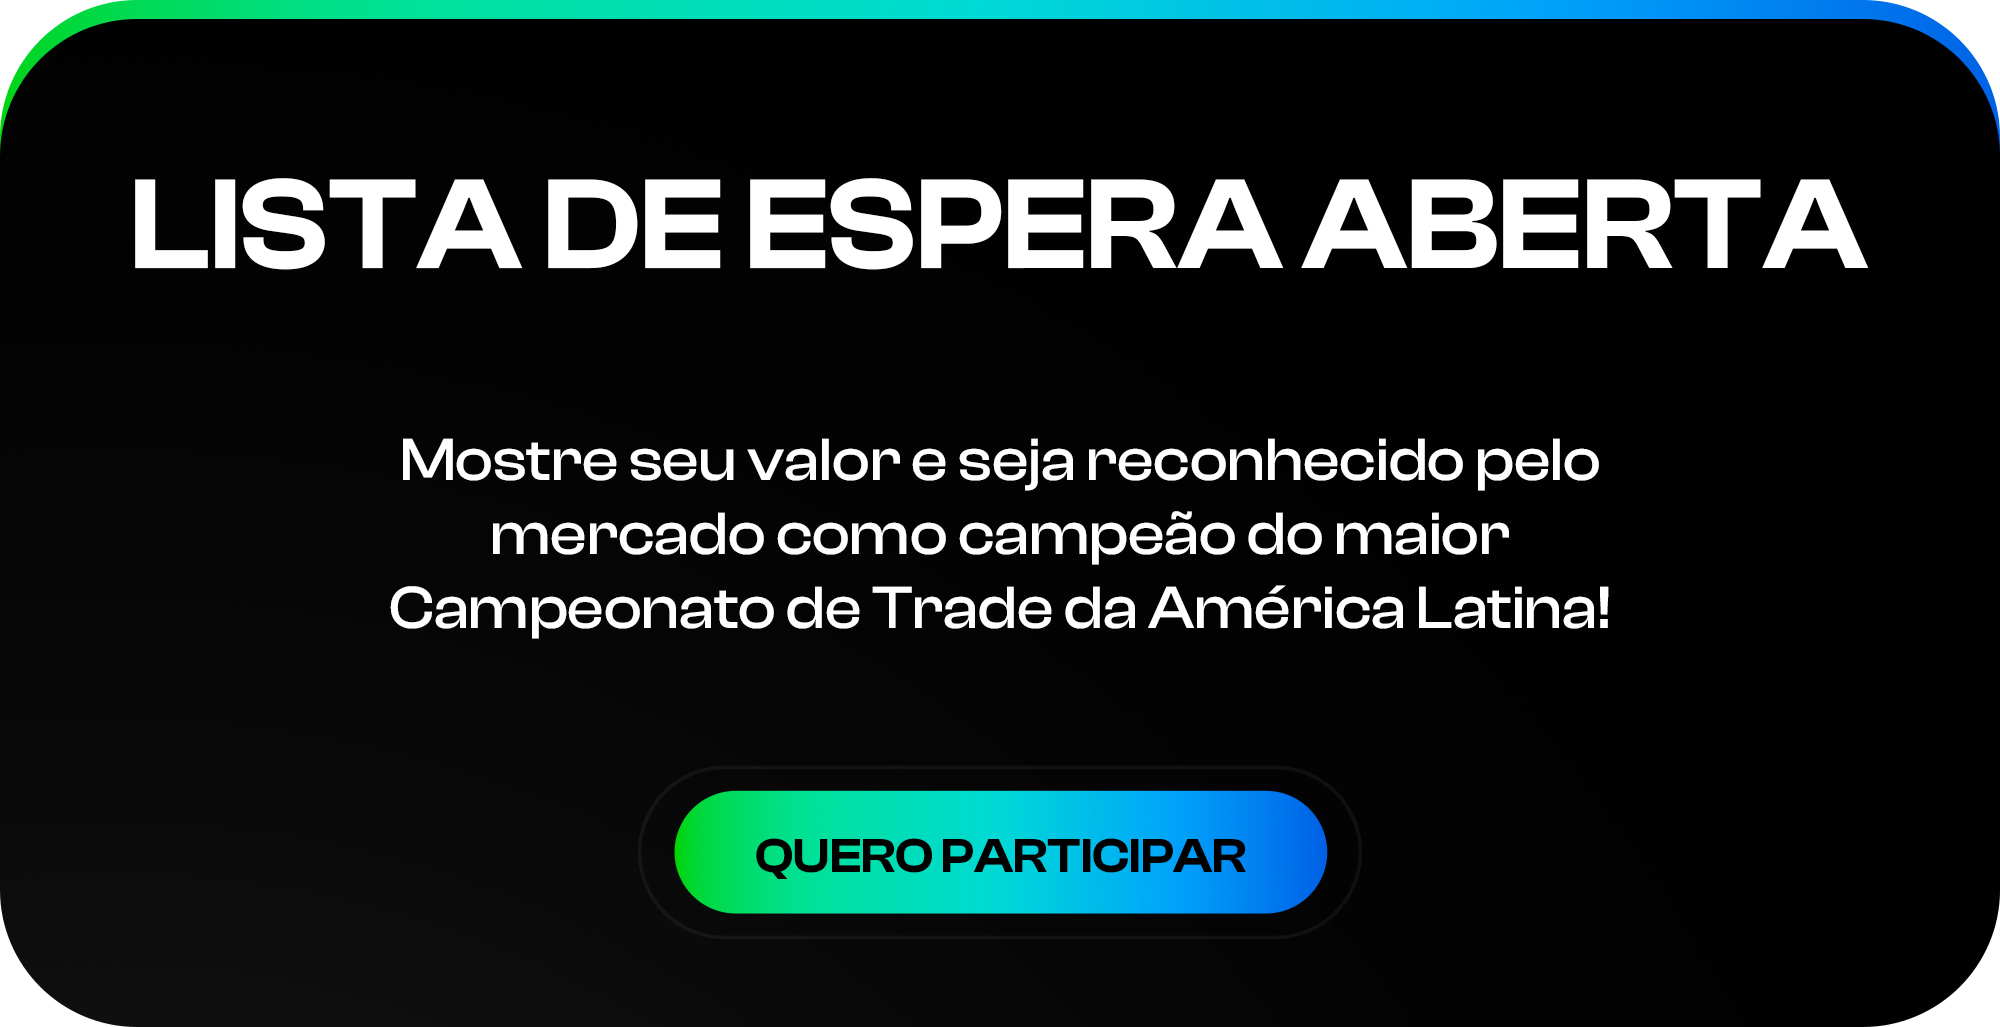 LISTA DE ESPERA ABERTA
Mostre seu valor e seja reconhecido pelo
mercado como campeão do maior
Campeonato de Trade da América Latina!
QUERO PARTICIPAR